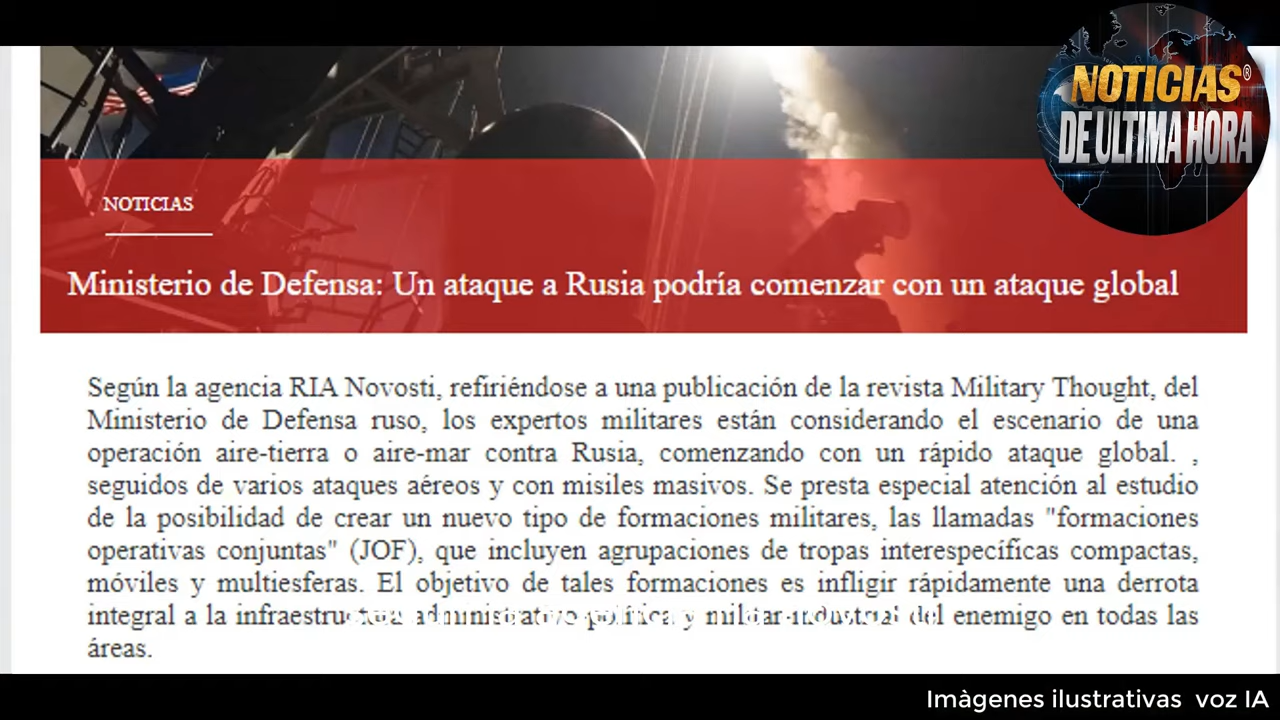 NOTICIAS®
DE ULTIMA HORA
NOTICIAS
Ministerio de Defensa: Un ataque a Rusia podría comenzar con un ataque global
Según la agencia RIA Novosti, refiriéndose a una publicación de la revista Military Thought, del
Ministerio de Defensa ruso, los expertos militares están considerando el escenario de una
operación aire-tierra o aire-mar contra Rusia, comenzando con un rápido ataque global. ,
seguidos de varios ataques aéreos y con misiles masivos. Se presta especial atención al estudio
de la posibilidad de crear un nuevo tipo de formaciones militares, las llamadas "formaciones
operativas conjuntas" (JOF), que incluyen agrupaciones de tropas interespecíficas compactas,
móviles y multiesferas. El objetivo de tales formaciones es infligir rápidamente una derrota
integral a la infraestructura administrativo-política y militar-industrial del enemigo en todas las
áreas.
Imàgenes ilustrativas voz IA